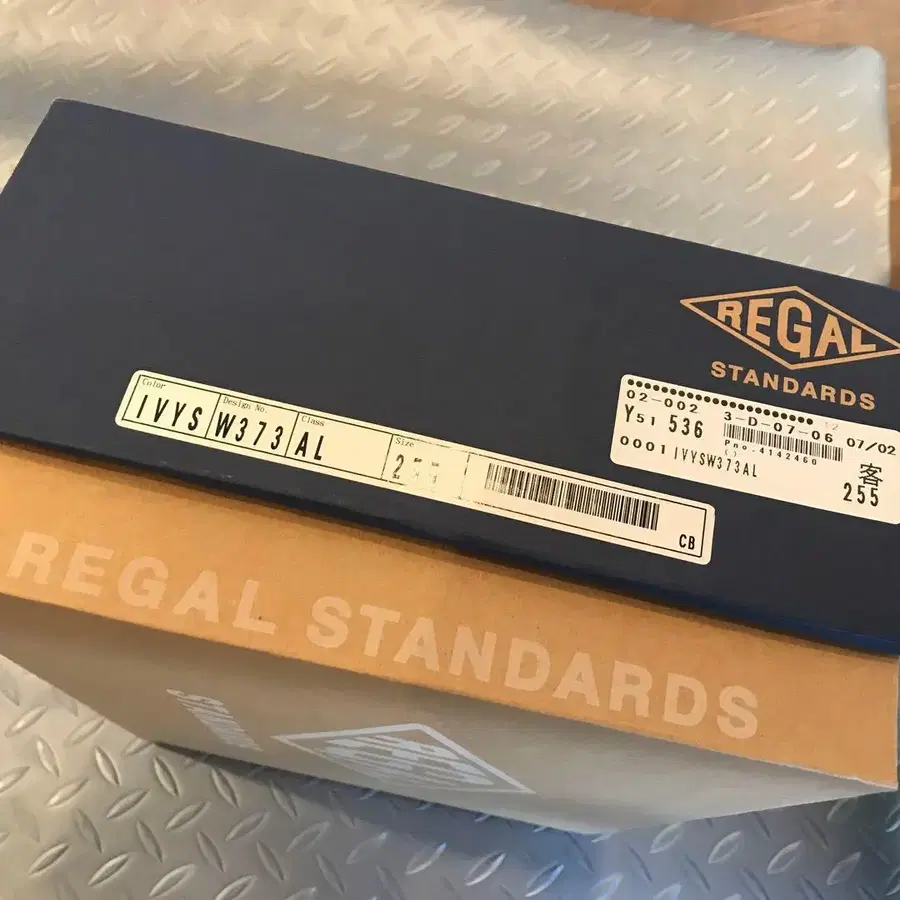 REGAL
STANDARDS
Color
IVYS
Design No.
W373
Class
AL
Size
CB
02-002 3-D-07-06 07/02
Y51 536
Pno.4142460
()
0001 IVYSW373AL
客
255
REGAL STANDARDS